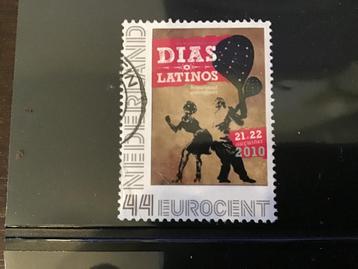 NEDERLAND
DIAS
LATINOS
21.22
2010
44 EUROCENT